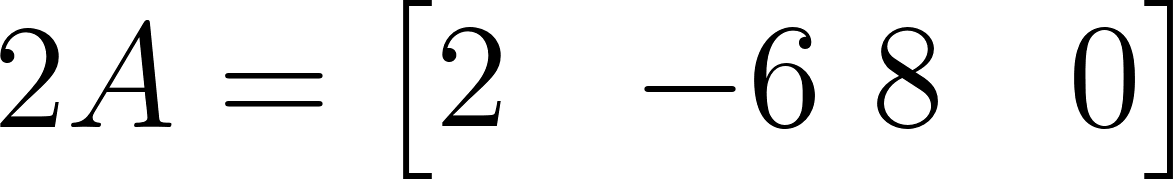 2A = [2 −6 8 0]